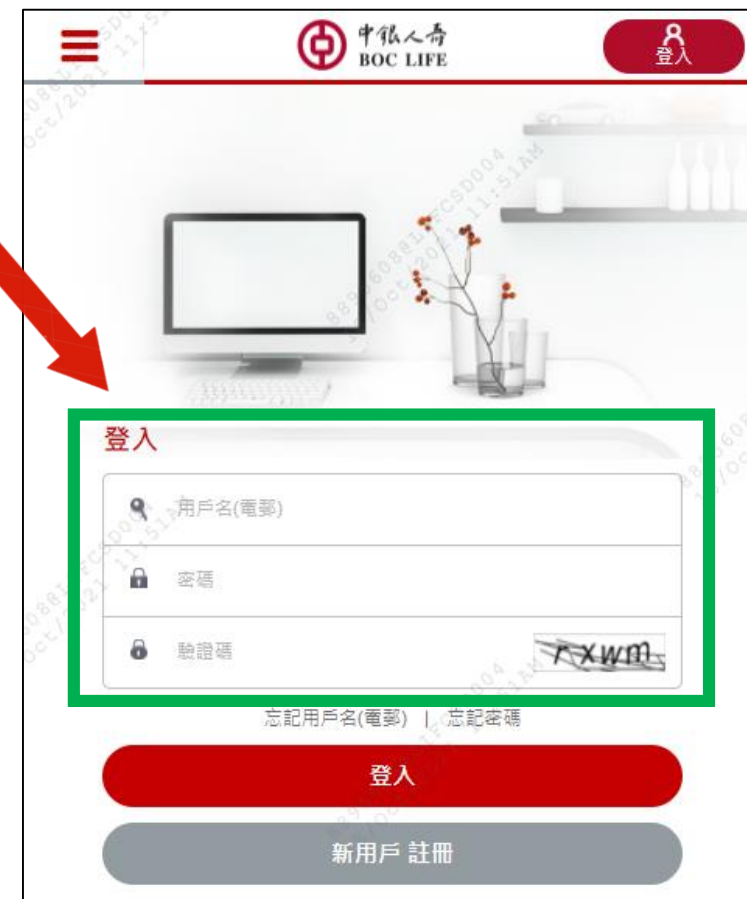 中銀人壽
BOC LIFE
登入
登入
用戶名(電郵)
密碼
驗證碼
rxwm
忘記用戶名(電郵) | 忘記密碼
登入
新用戶 註冊